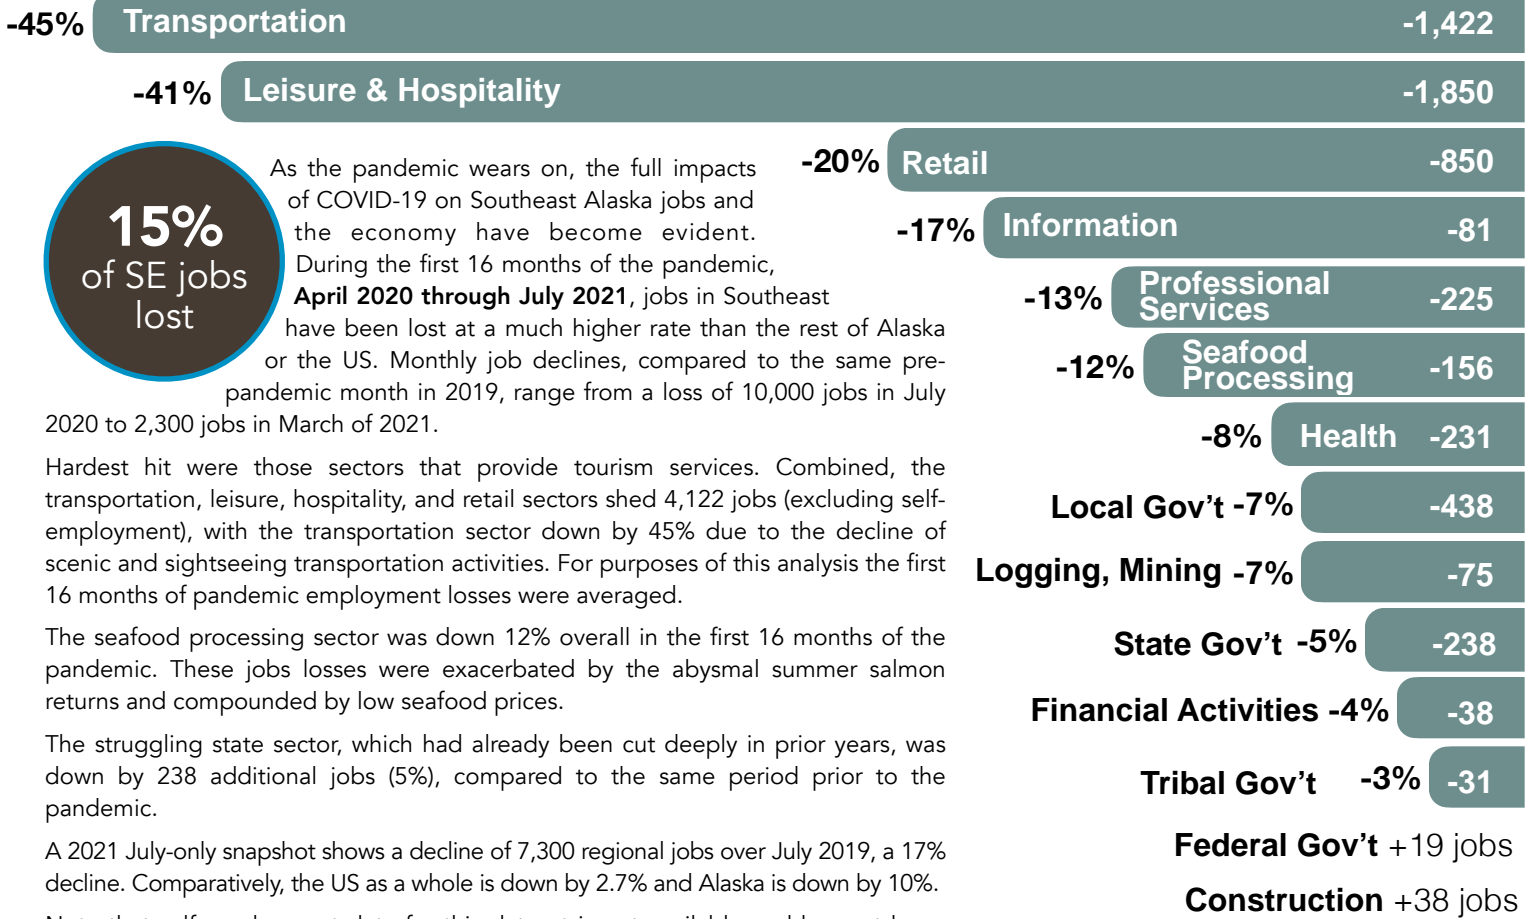 -45% Transportation -1,422
-41% Leisure & Hospitality -1,850
-20% Retail -850
-17% Information -81
-13% Professional
Services -225
-12% Seafood
Processing -156
-8% Health -231
Local Gov't -7% -438
Logging, Mining -7% -75
State Gov't -5% -238
Financial Activities -4% -38
Tribal Gov't -3% -31
Federal Gov't +19 jobs
Construction +38 jobs
15%
of SE jobs
lost
As the pandemic wears on, the full impacts
of COVID-19 on Southeast Alaska jobs and
the economy have become evident.
During the first 16 months of the pandemic,
April 2020 through July 2021, jobs in Southeast
have been lost at a much higher rate than the rest of Alaska
or the US. Monthly job declines, compared to the same pre-
pandemic month in 2019, range from a loss of 10,000 jobs in July
2020 to 2,300 jobs in March of 2021.
Hardest hit were those sectors that provide tourism services. Combined, the
transportation, leisure, hospitality, and retail sectors shed 4,122 jobs (excluding self-
employment), with the transportation sector down by 45% due to the decline of
scenic and sightseeing transportation activities. For purposes of this analysis the first
16 months of pandemic employment losses were averaged.
The seafood processing sector was down 12% overall in the first 16 months of the
pandemic. These jobs losses were exacerbated by the abysmal summer salmon
returns and compounded by low seafood prices.
The struggling state sector, which had already been cut deeply in prior years, was
down by 238 additional jobs (5%), compared to the same period prior to the
pandemic.
A 2021 July-only snapshot shows a decline of 7,300 regional jobs over July 2019, a 17%
decline. Comparatively, the US as a whole is down by 2.7% and Alaska is down by 10%.